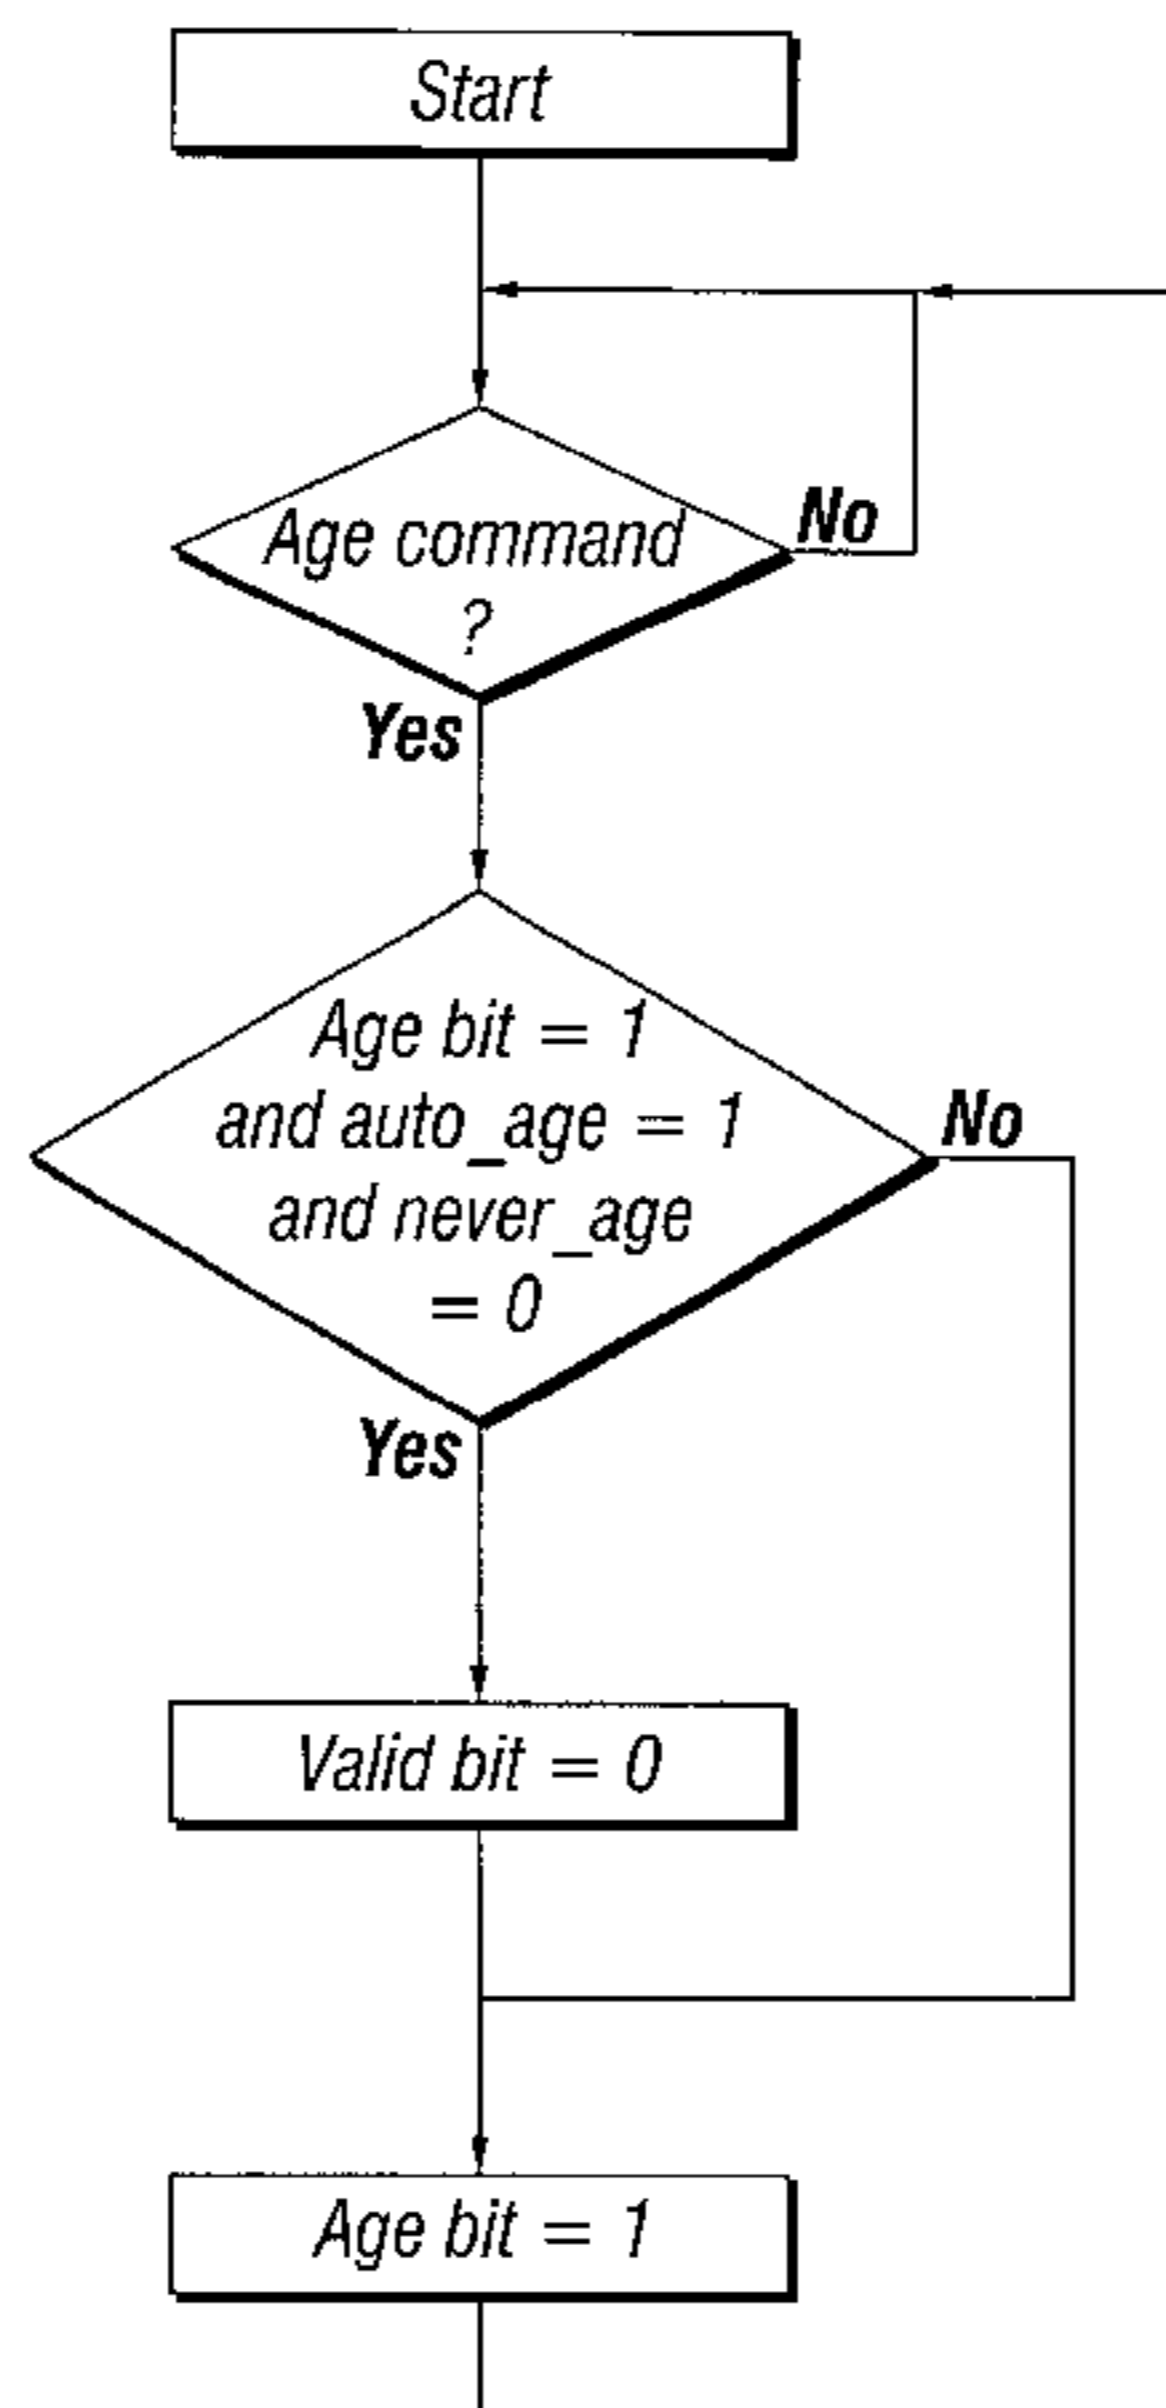 Start
Age command
?
No
Yes
Age bit = 1
and auto_age = 1
and never_age
= 0
No
Yes
Valid bit = 0
Age bit = 1